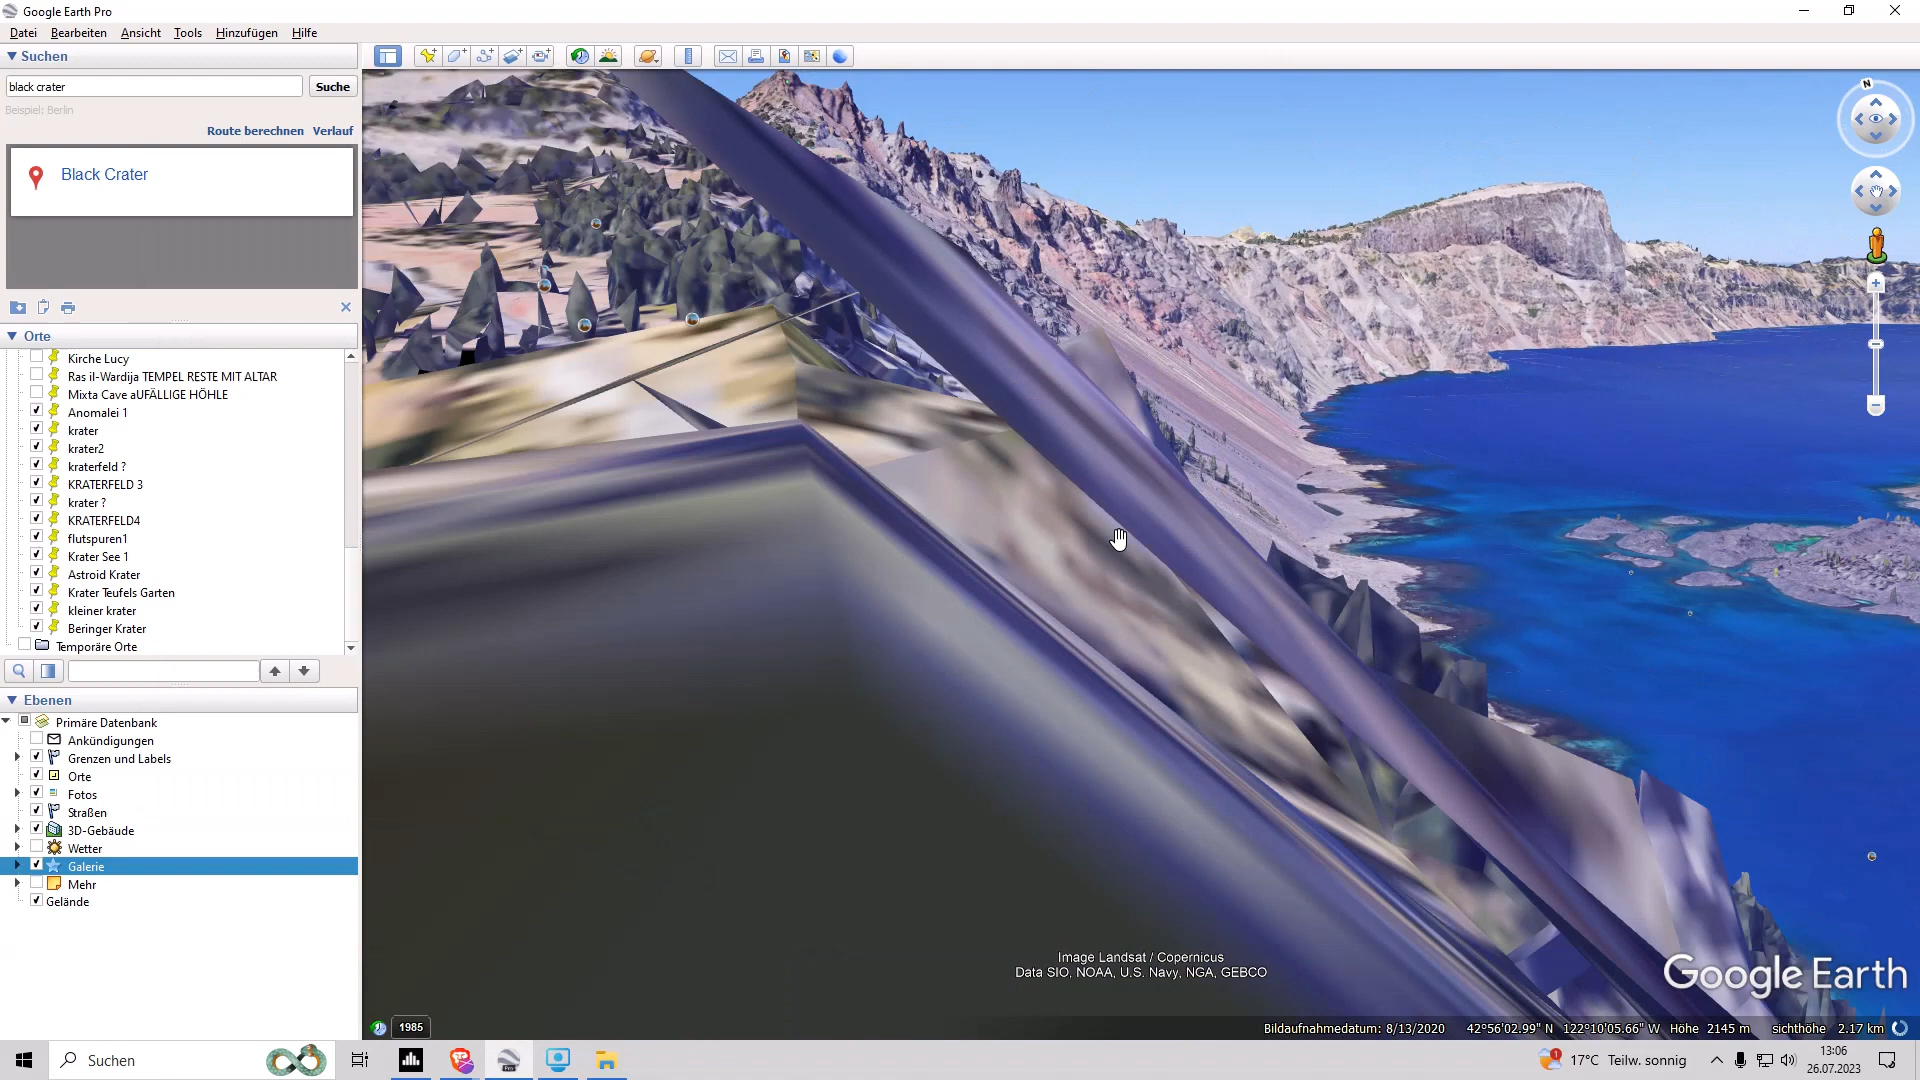 Google Earth Pro
Datei Bearbeiten Ansicht Tools Hinzufügen Hilfe
Suchen
black crater
Suche
Beispiel: Berlin
Route berechnen Verlauf
Black Crater
Orte
Kirche Lucy
Ras il-Wardija TEMPEL RESTE MIT ALTAR
Mixta Cave aUFÄLLIGE HÖHLE
Anomalei 1
krater
krater2
kraterfeld ?
KRATERFELD 3
krater ?
KRATERFELD4
flutspuren1
Krater See 1
Astroid Krater
Krater Teufels Garten
kleiner krater
Beringer Krater
Temporäre Orte
Ebenen
Primäre Datenbank
Ankündigungen
Grenzen und Labels
Orte
Fotos
Straßen
3D-Gebäude
Wetter
Galerie
Mehr
Gelände
N
Image Landsat / Copernicus
Data SIO, NOAA, U.S. Navy, NGA, GEBCO
Google Earth
1985
Bildaufnahmedatum: 8/13/2020 42°56'02.99" N 122°10'05.66" W Höhe 2145 m sichthöhe 2.17 km
Suchen
Pro
1
17°C Teilw. sonnig
13:06
26.07.2023